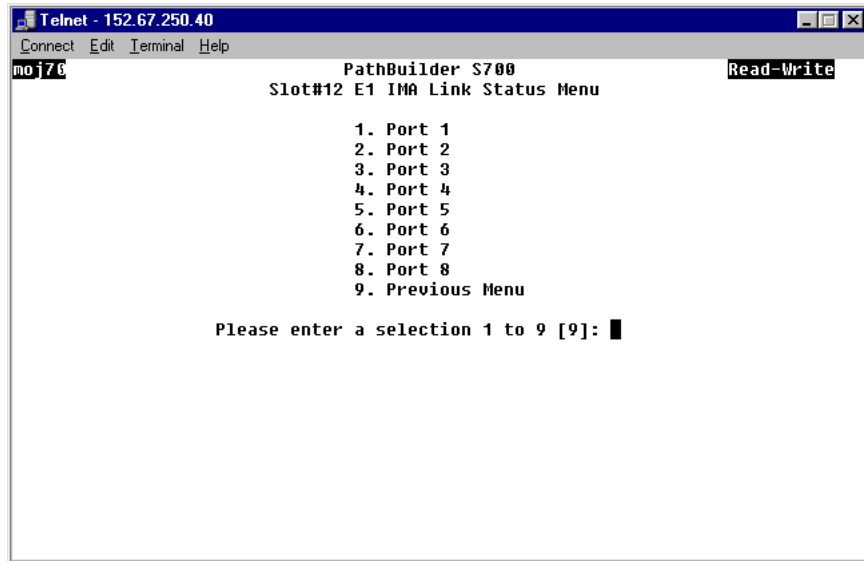 Telnet - 152.67.250.40
Connect Edit Terminal Help
moj70 PathBuilder S700 Read-Write
Slot#12 E1 IMA Link Status Menu
1. Port 1
2. Port 2
3. Port 3
4. Port 4
5. Port 5
6. Port 6
7. Port 7
8. Port 8
9. Previous Menu
Please enter a selection 1 to 9 [9]: